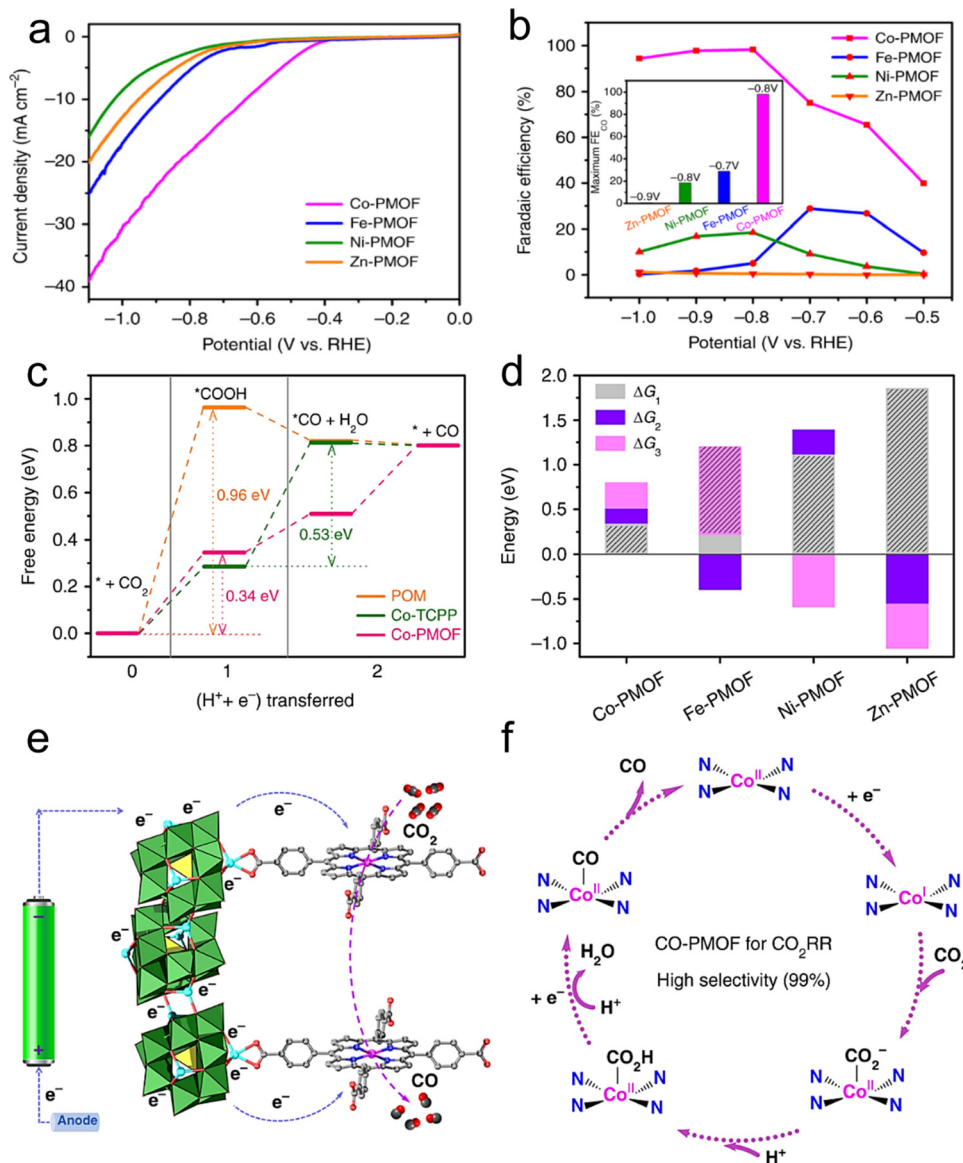 a
Current density (mA cm⁻²)
0
−10
−20
−30
−40
Co-PMOF
Fe-PMOF
Ni-PMOF
Zn-PMOF
−1.0
−0.8
−0.6
−0.4
−0.2
0.0
Potential (V vs. RHE)
b
Faradaic efficiency (%)
100
80
60
40
20
0
Co-PMOF
Fe-PMOF
Ni-PMOF
Zn-PMOF
Maximum FE_CO (%)
100
80
60
40
20
0
−0.9V
−0.8V
−0.7V
−0.8V
Zn-PMOF
Ni-PMOF
Fe-PMOF
Co-PMOF
−1.0
−0.9
−0.8
−0.7
−0.6
−0.5
Potential (V vs. RHE)
c
Free energy (eV)
1.0
0.8
0.6
0.4
0.2
0.0
*COOH
*CO + H₂O
* + CO
* + CO₂
0.96 eV
0.53 eV
0.34 eV
POM
Co-TCPP
Co-PMOF
0
1
2
(H⁺+ e⁻) transferred
d
Energy (eV)
2.0
1.5
1.0
0.5
0.0
−0.5
−1.0
ΔG₁
ΔG₂
ΔG₃
Co-PMOF
Fe-PMOF
Ni-PMOF
Zn-PMOF
e
e⁻
e⁻
e⁻
e⁻
CO₂
e⁻
e⁻
−
e⁻
e⁻
+
e⁻
e⁻
e⁻
CO
e⁻
Anode
e⁻
e⁻
f
CO
N
N
Co^II
N
N
+ e⁻
CO
N
N
Co^II
N
N
N
N
Co^I
N
N
CO-PMOF for CO₂RR
High selectivity (99%)
H₂O
+ e⁻
H⁺
CO₂
CO₂H
N
N
Co^II
N
N
CO₂⁻
N
N
Co^II
N
N
H⁺